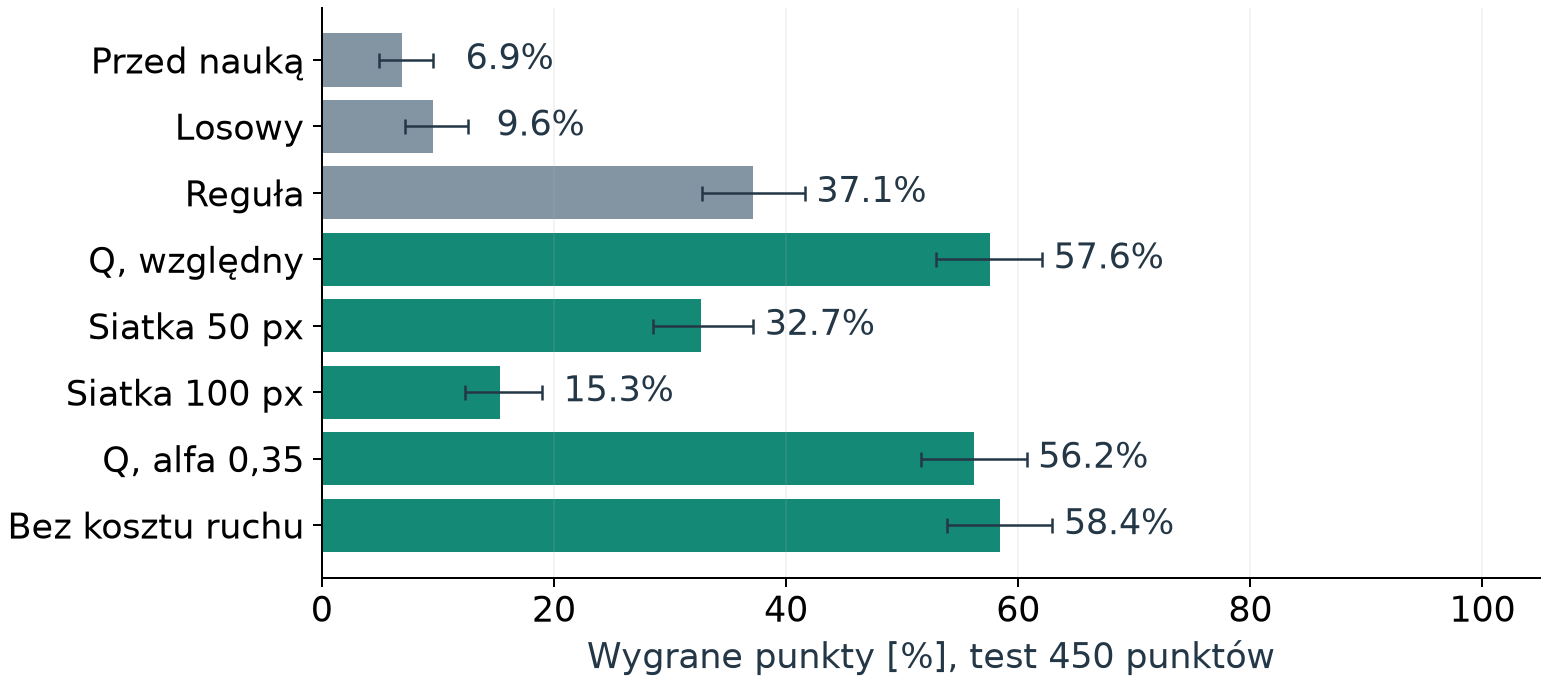 Przed nauką 6.9%
Losowy 9.6%
Reguła 37.1%
Q, względny 57.6%
Siatka 50 px 32.7%
Siatka 100 px 15.3%
Q, alfa 0,35 56.2%
Bez kosztu ruchu 58.4%
0 20 40 60 80 100
Wygrane punkty [%], test 450 punktów